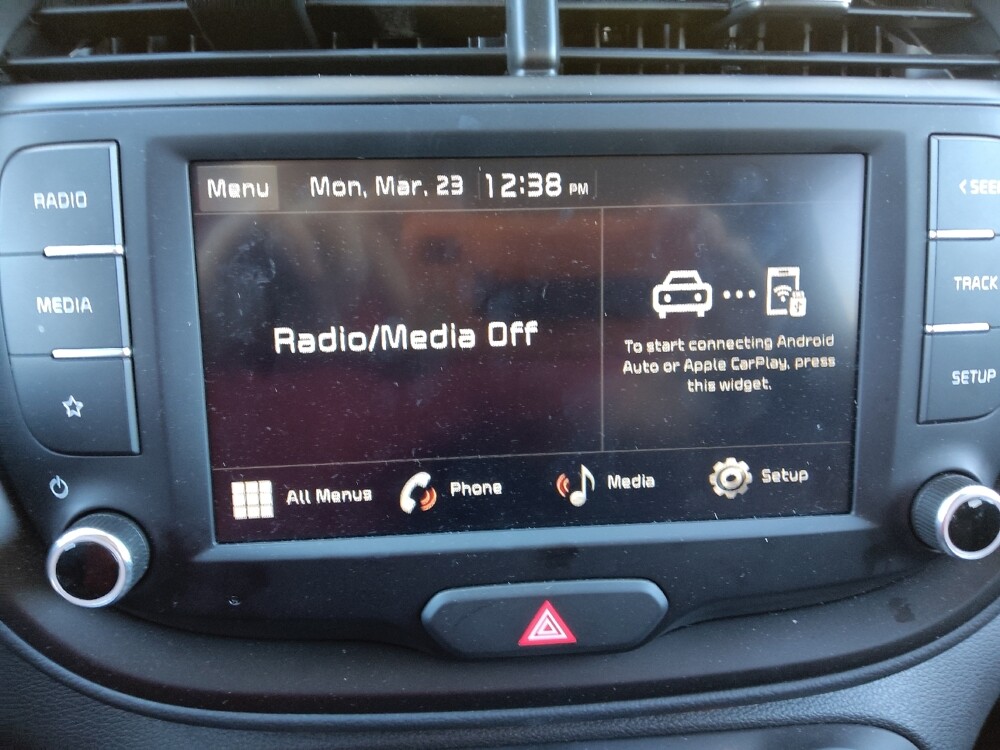 RADIO
MEDIA
Menu
Mon, Mar. 23
12:38 PM
Radio/Media Off
To start connecting Android
Auto or Apple CarPlay, press
this widget.
All Menus
Phone
Media
Setup
TRACK
SETUP